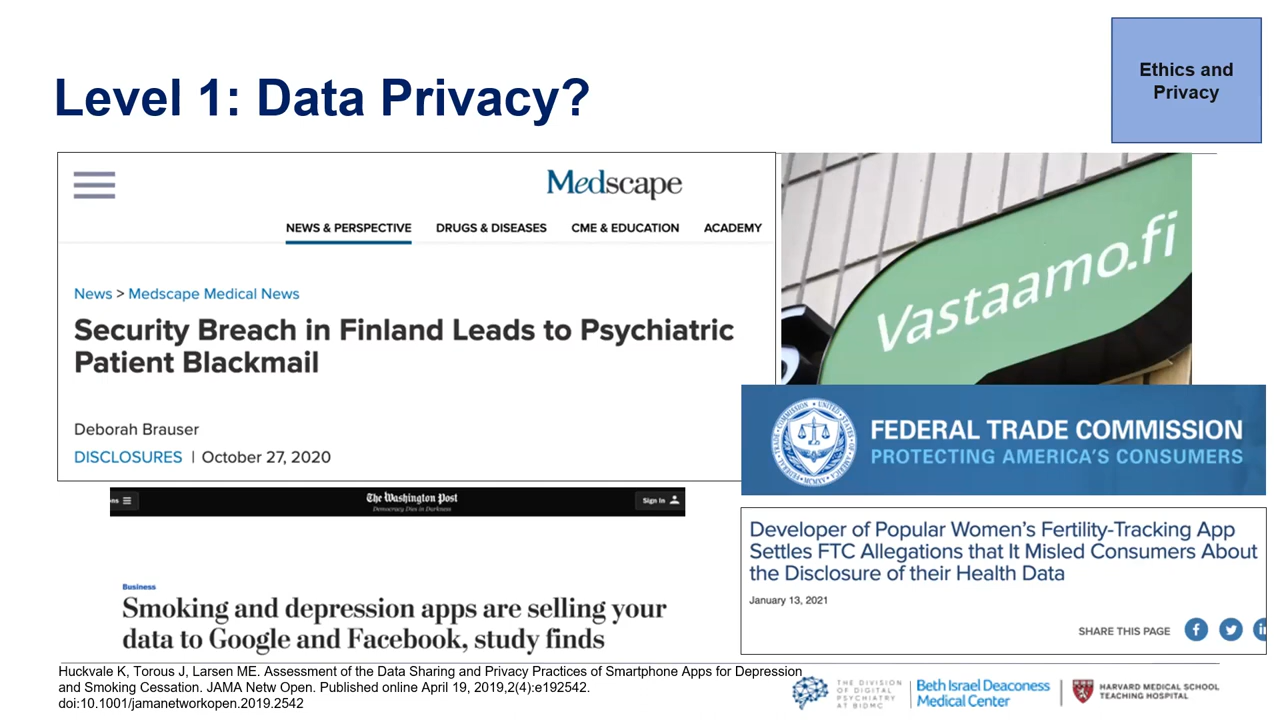 Ethics and
Privacy
Level 1: Data Privacy?
Medscape
NEWS & PERSPECTIVE DRUGS & DISEASES CME & EDUCATION ACADEMY
News > Medscape Medical News
Security Breach in Finland Leads to Psychiatric
Patient Blackmail
Deborah Brauser
DISCLOSURES | October 27, 2020
Vastaamo.fi
FEDERAL TRADE COMMISSION
PROTECTING AMERICA'S CONSUMERS
The Washington Post
Democracy Dies in Darkness
Sign In
Business
Smoking and depression apps are selling your
data to Google and Facebook, study finds
Developer of Popular Women's Fertility-Tracking App
Settles FTC Allegations that It Misled Consumers About
the Disclosure of their Health Data
January 13, 2021
SHARE THIS PAGE
Huckvale K, Torous J, Larsen ME. Assessment of the Data Sharing and Privacy Practices of Smartphone Apps for Depression
and Smoking Cessation. JAMA Netw Open. Published online April 19, 2019,2(4):e192542.
doi:10.1001/jamanetworkopen.2019.2542
THE DIVISION
OF DIGITAL
PSYCHIATRY
AT BIDMC
Beth Israel Deaconess
Medical Center
HARVARD MEDICAL SCHOOL
TEACHING HOSPITAL